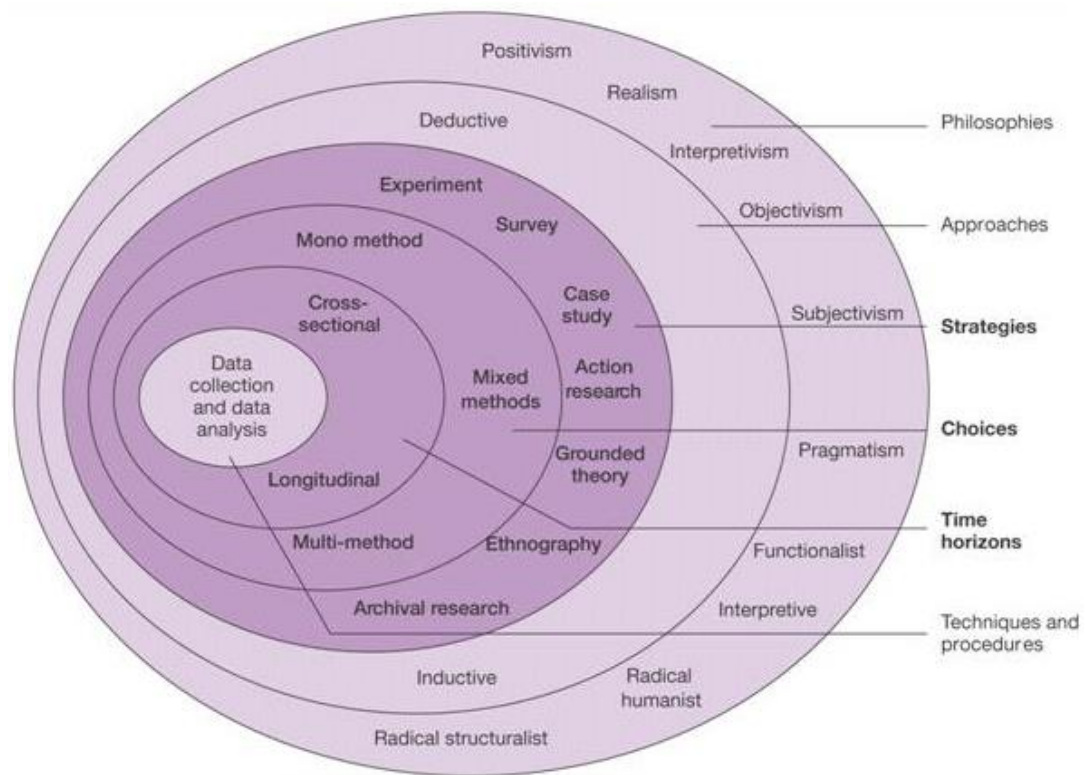 Positivism
Realism
Philosophies
Deductive
Interpretivism
Experiment
Objectivism
Survey
Approaches
Mono method
Case
study
Cross-
sectional
Subjectivism
Strategies
Data
collection
and data
analysis
Mixed
methods
Action
research
Choices
Pragmatism
Grounded
theory
Longitudinal
Time
horizons
Multi-method
Ethnography
Functionalist
Archival research
Interpretive
Techniques and
procedures
Inductive
Radical
humanist
Radical structuralist